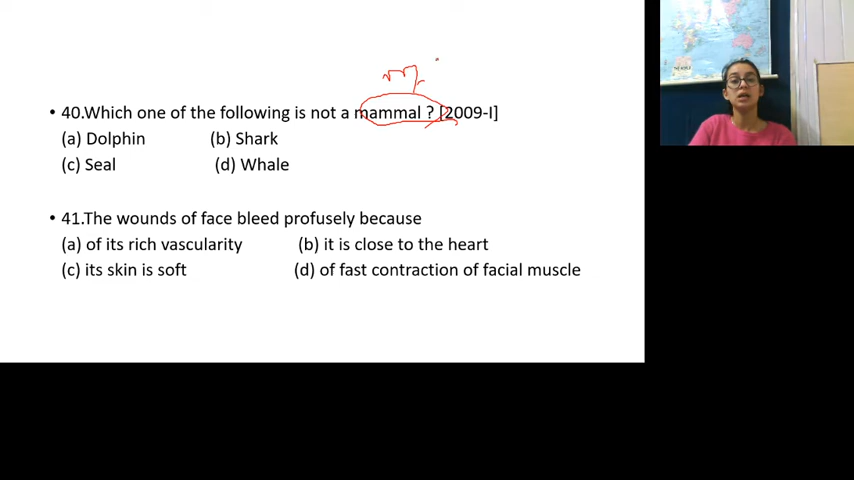 • 40.Which one of the following is not a mammal ? [2009-I]
(a) Dolphin (b) Shark
(c) Seal (d) Whale
• 41.The wounds of face bleed profusely because
(a) of its rich vascularity (b) it is close to the heart
(c) its skin is soft (d) of fast contraction of facial muscle